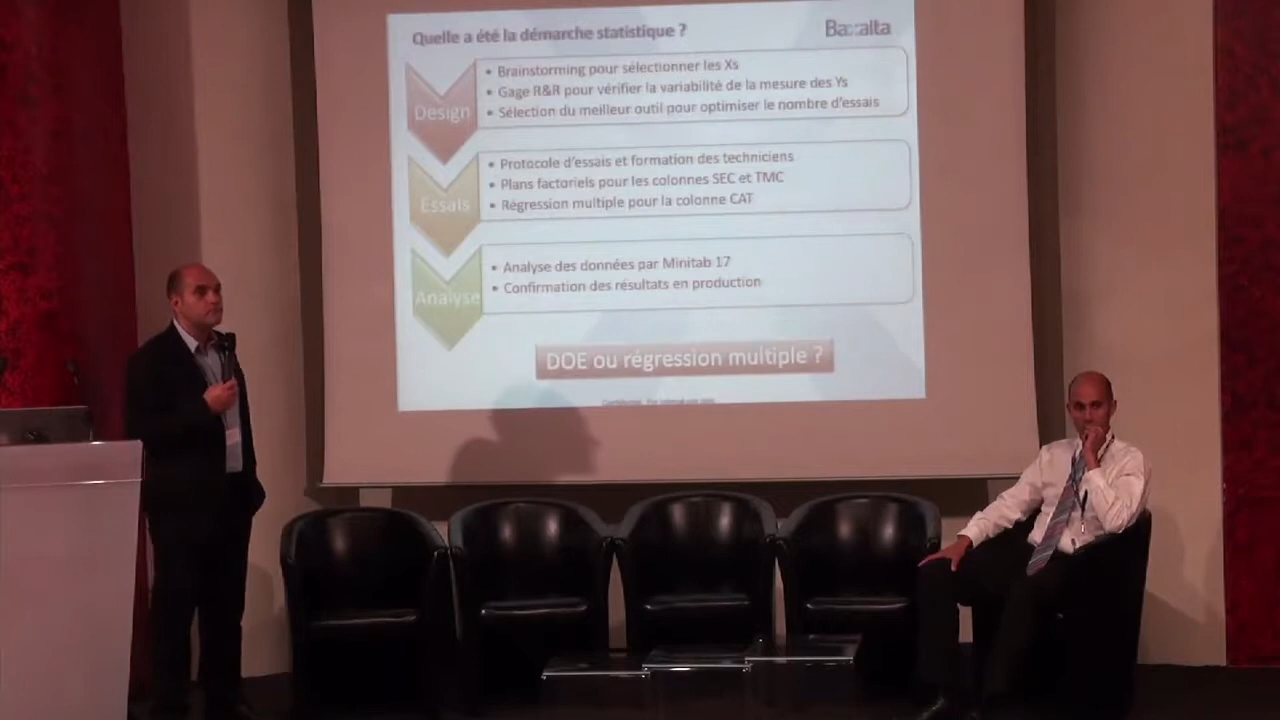 Quelle a été la démarche statistique ?
Baxalta
Design
• Brainstorming pour sélectionner les Xs
• Gage R&R pour vérifier la variabilité de la mesure des Ys
• Sélection du meilleur outil pour optimiser le nombre d'essais
Essais
• Protocole d'essais et formation des techniciens
• Plans factoriels pour les colonnes SEC et TMC
• Régression multiple pour la colonne CAT
Analyse
• Analyse des données par Minitab 17
• Confirmation des résultats en production
DOE ou régression multiple ?